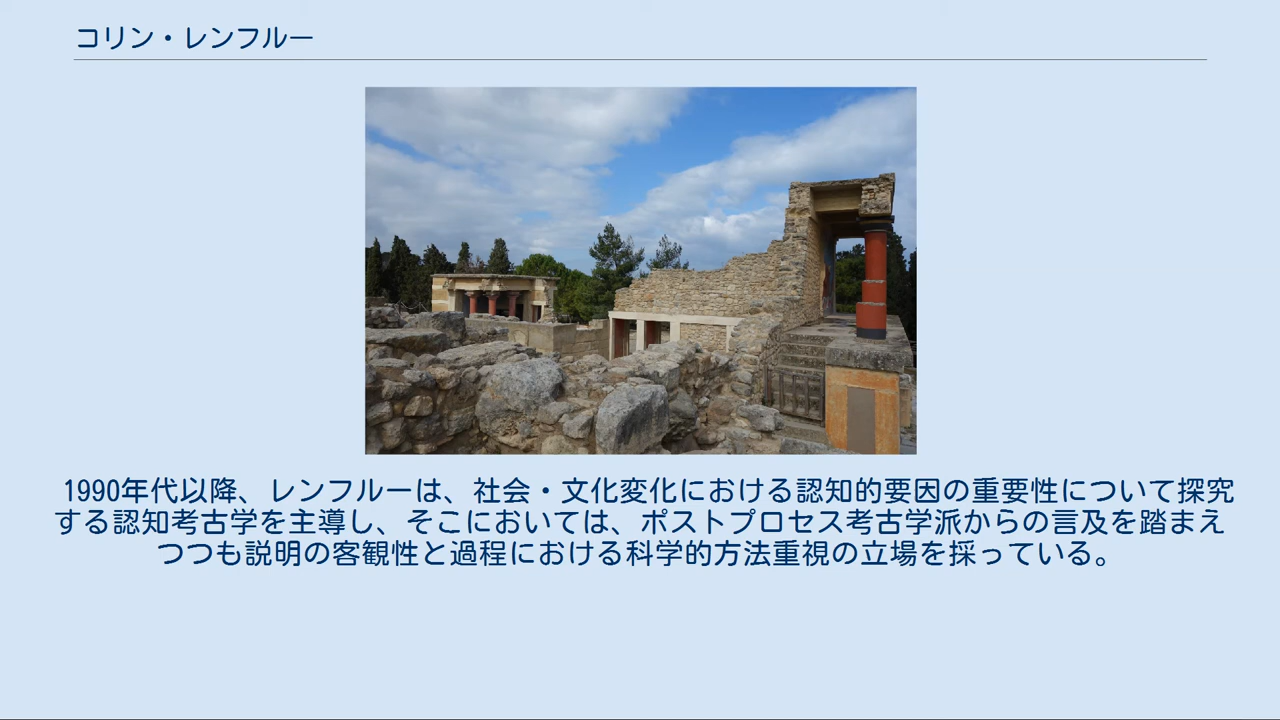 コリン・レンフルー
1990年代以降、レンフルーは、社会・文化変化における認知的要因の重要性について探究
する認知考古学を主導し、そこにおいては、ポストプロセス考古学派からの言及を踏まえ
つつも説明の客観性と過程における科学的方法重視の立場を採っている。